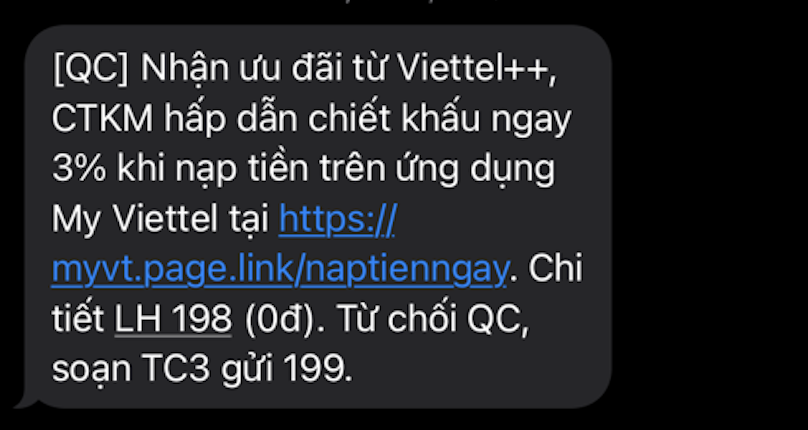 [QC] Nhận ưu đãi từ Viettel++,
CTKM hấp dẫn chiết khấu ngay
3% khi nạp tiền trên ứng dụng
My Viettel tại https://
myvt.page.link/naptienngay. Chi
tiết LH 198 (0đ). Từ chối QC,
soạn TC3 gửi 199.